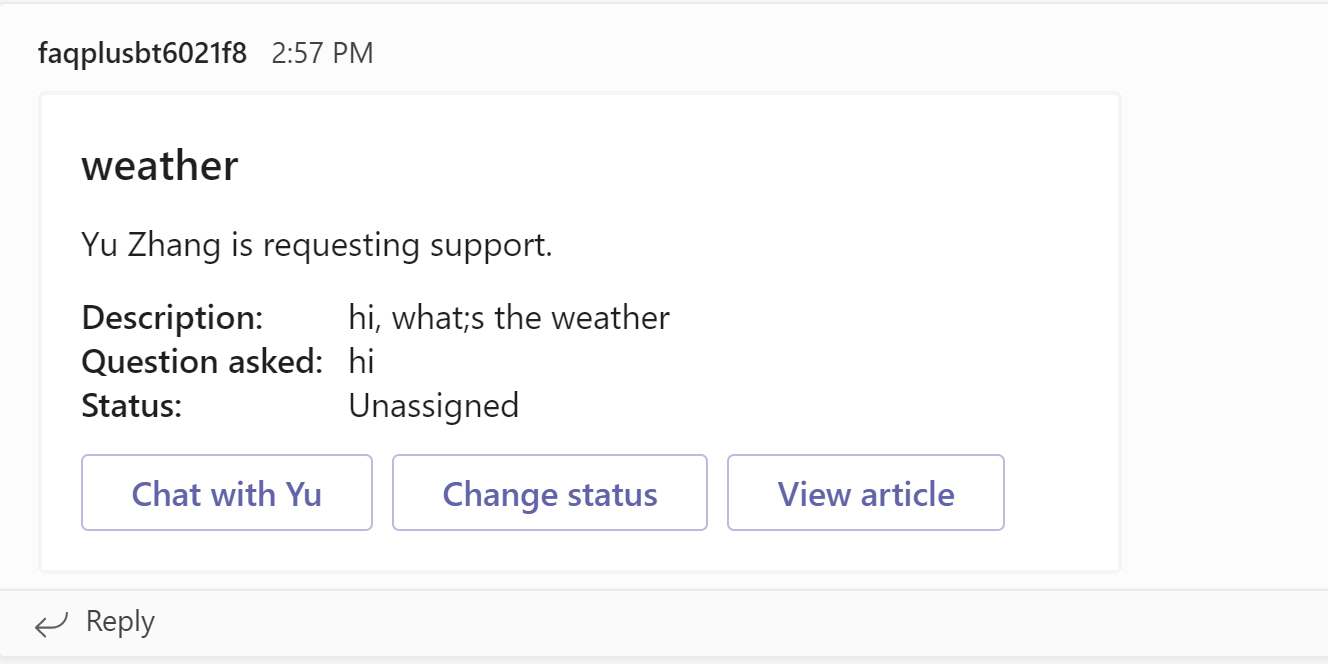 faqplusbt6021f8 2:57 PM
weather
Yu Zhang is requesting support.
Description: hi, what;s the weather
Question asked: hi
Status: Unassigned
Chat with Yu Change status View article
Reply